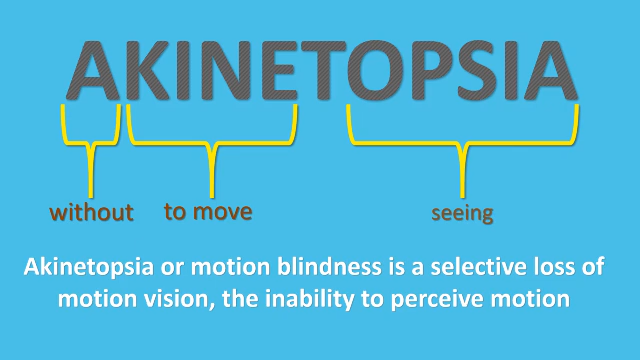 AKINETOPSIA
without to move seeing
Akinetopsia or motion blindness is a selective loss of
motion vision, the inability to perceive motion